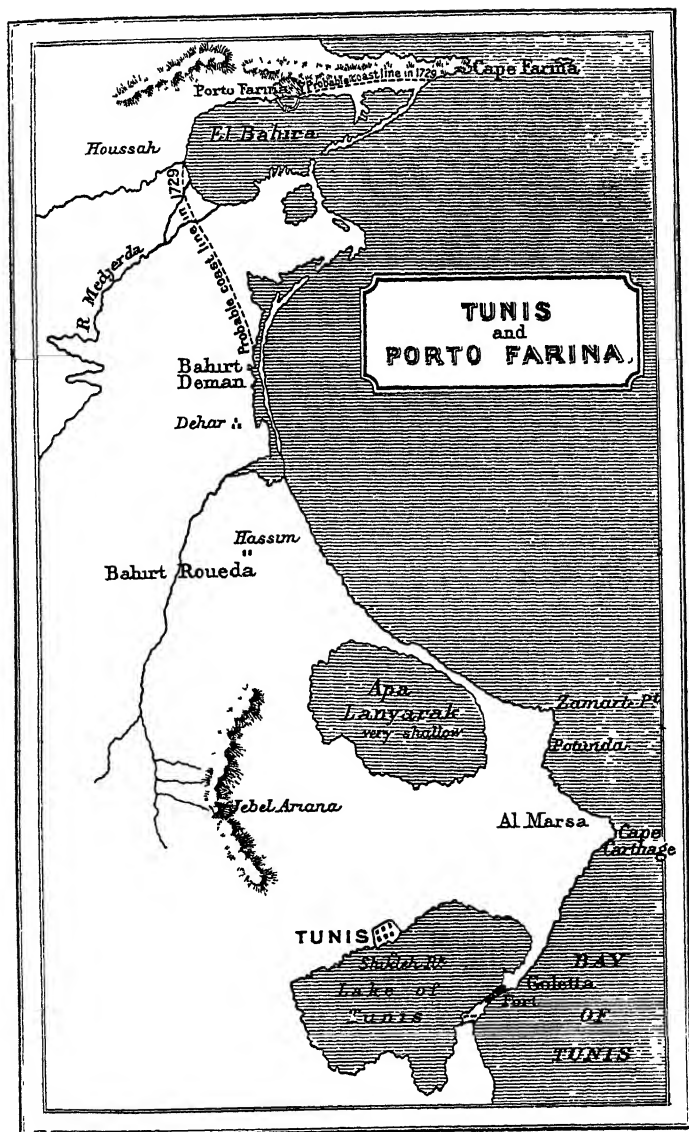 Cape Farina
Porto Farina
Probable coast line in 1729
El Bahira
Houssah
Probable coast line in 1729
R Medjerda
TUNIS
and
PORTO FARINA.
Bahirt
Deman
Dehar
Hassim
Bahirt Roueda
Apa
Lanyarak
very shallow
Zamart Pt
Potunda
Jebel Ariana
Al Marsa
Cape
Carthage
TUNIS
Lake of
Tunis
Goletta
Fort
BAY
OF
TUNIS